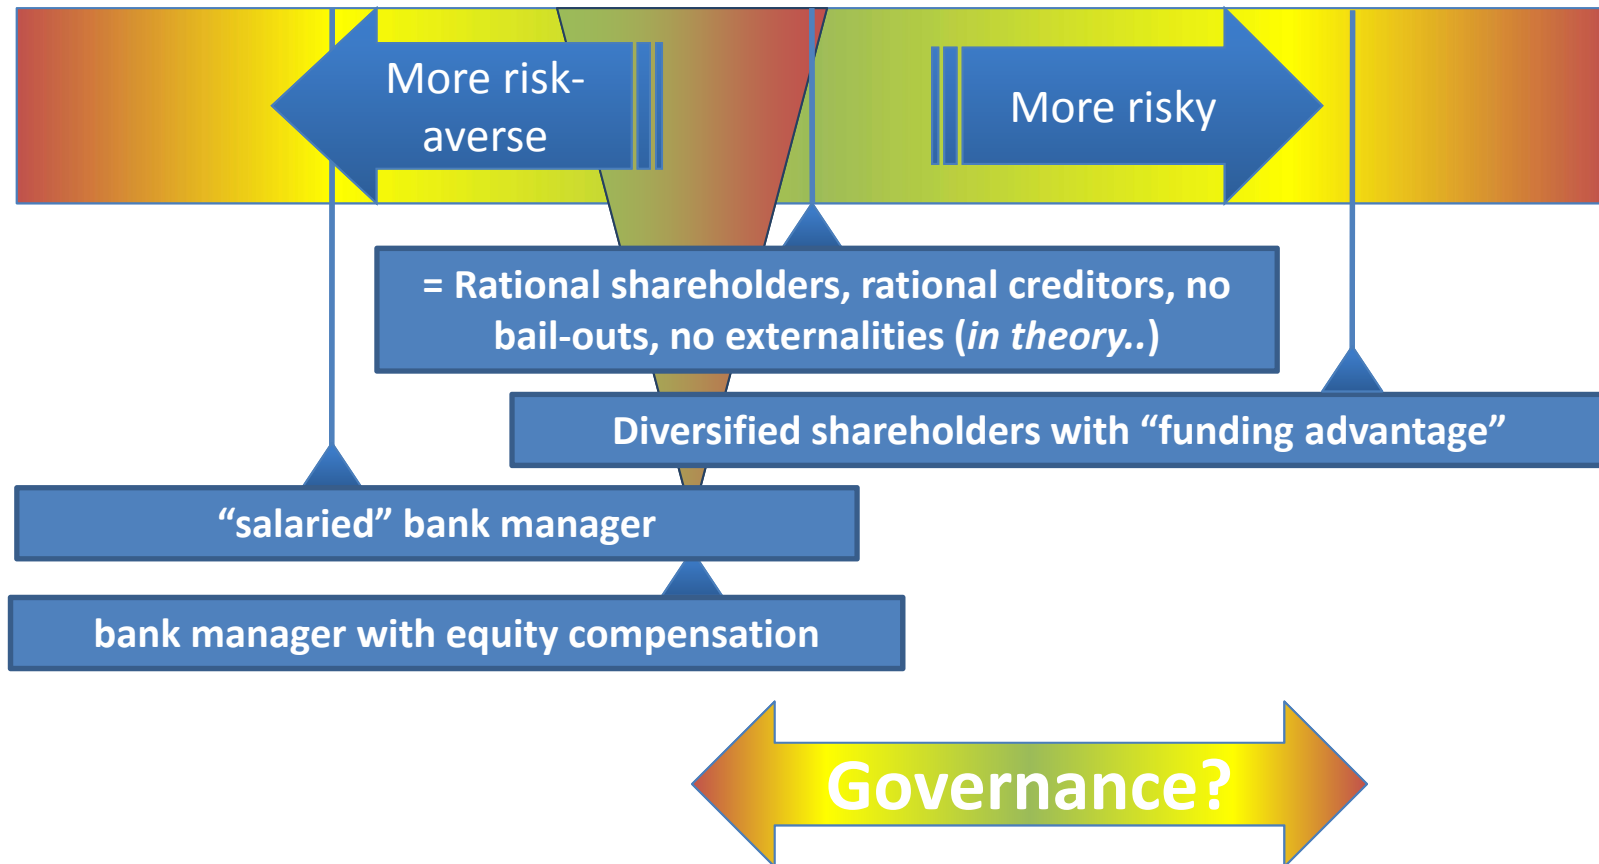 More risk-
averse
More risky
= Rational shareholders, rational creditors, no
bail-outs, no externalities (in theory..)
Diversified shareholders with “funding advantage”
“salaried” bank manager
bank manager with equity compensation
Governance?